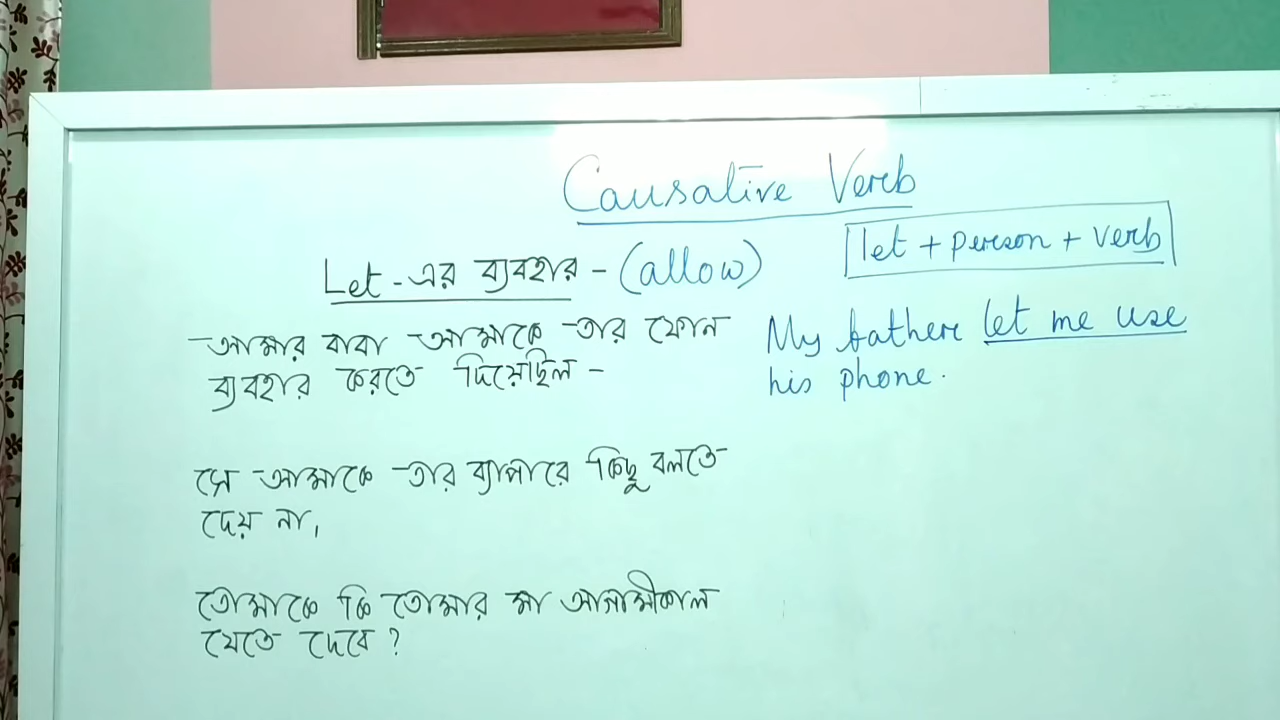 Causative Verb
let + person + verb
Let - এর ব্যবহার - (allow)
আমার বাবা আমাকে তার ফোন
ব্যবহার করতে দিয়েছিল -
My father let me use
his phone.
সে আমাকে তার ব্যাপারে কিছু বলতে
দেয় না।
তোমাকে কি তোমার মা আগামীকাল
যেতে দেবে ?